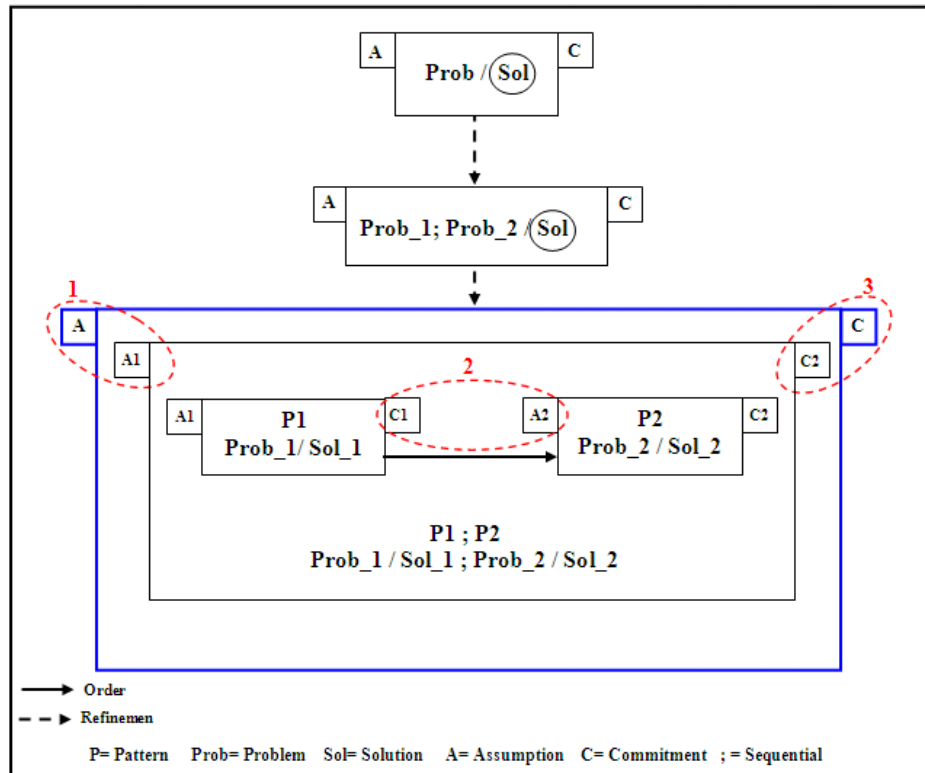 A Prob / Sol C
A Prob_1; Prob_2 / Sol C
1 3
A C
A1 C2
2
A1 P1 C1 A2 P2 C2
Prob_1/ Sol_1 Prob_2 / Sol_2
P1 ; P2
Prob_1 / Sol_1 ; Prob_2 / Sol_2
Order
Refinemen
P= Pattern Prob= Problem Sol= Solution A= Assumption C= Commitment ; = Sequential